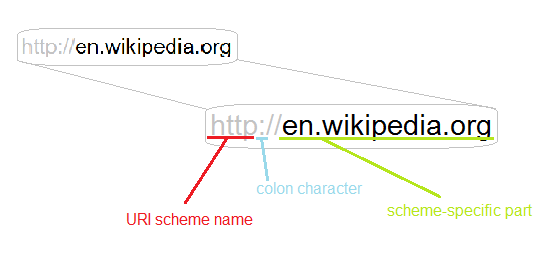 http://en.wikipedia.org
http://en.wikipedia.org
colon character
scheme-specific part
URI scheme name